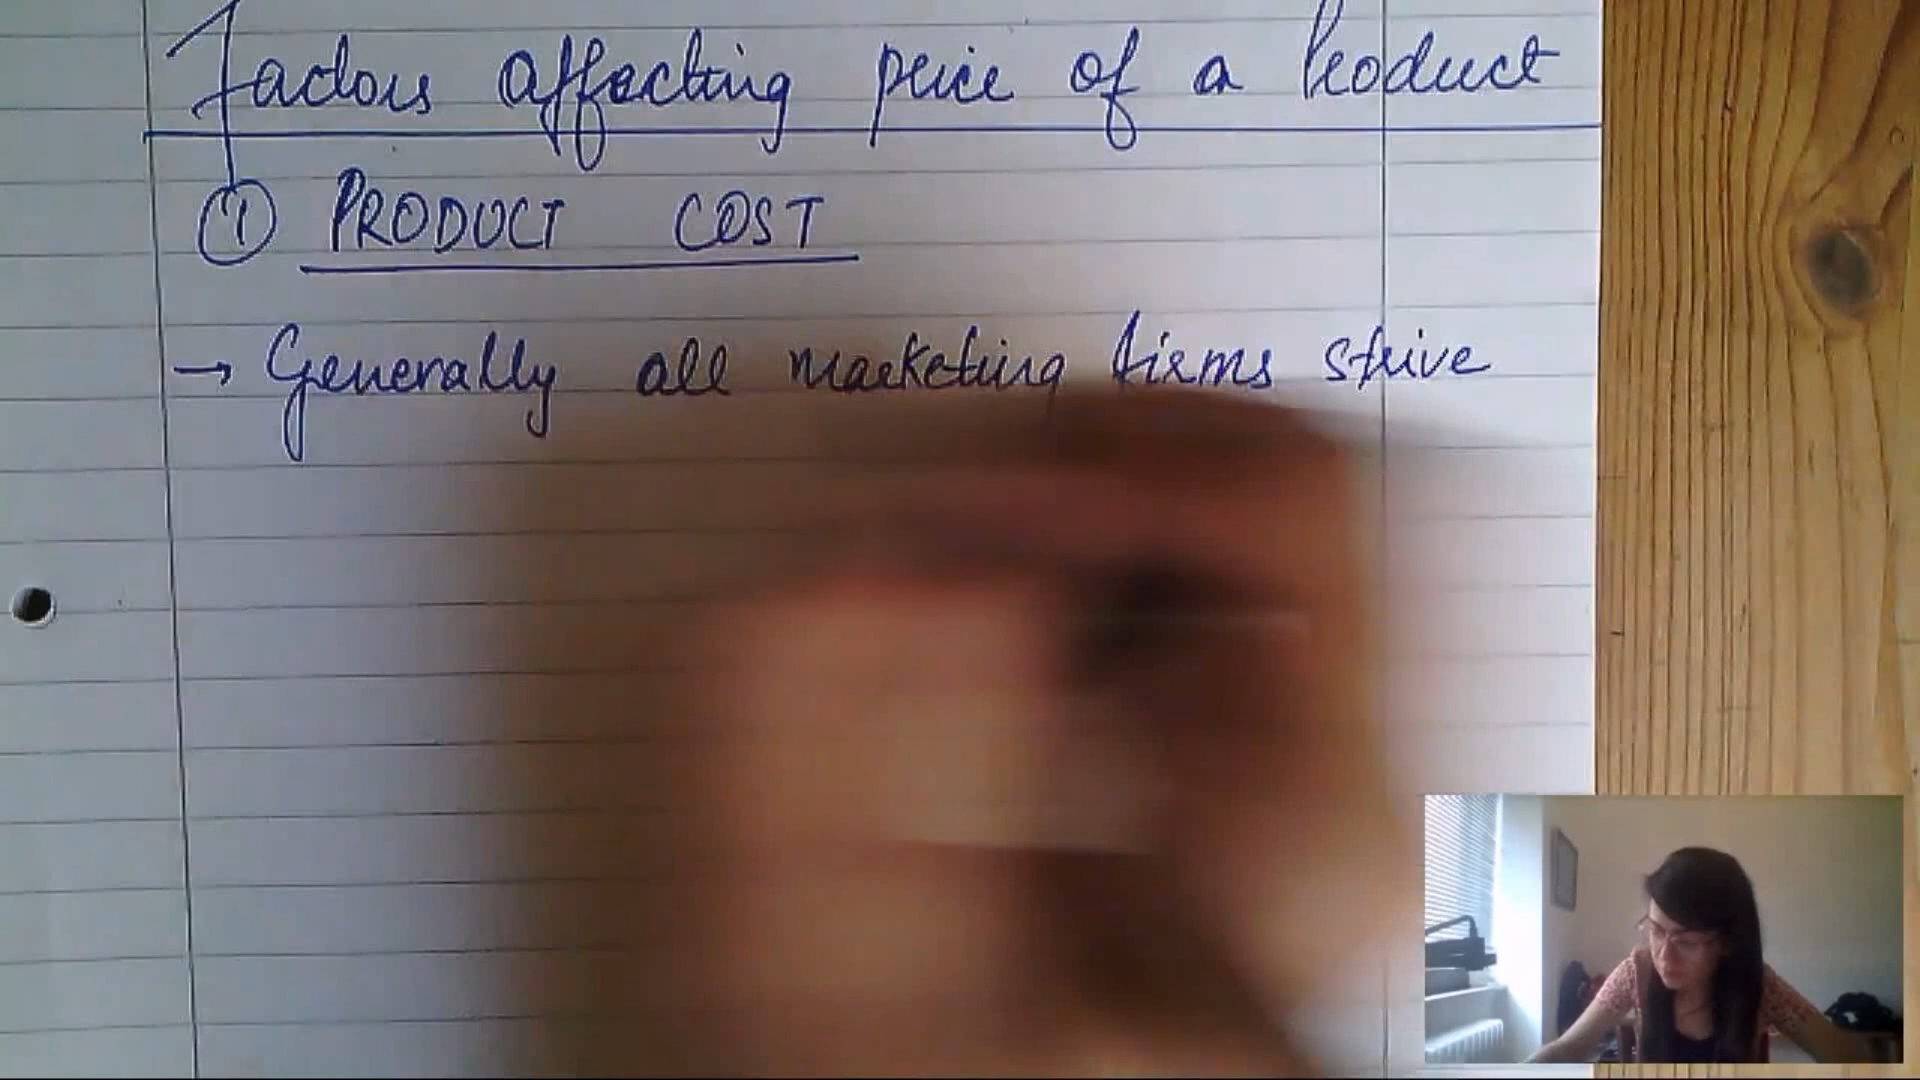 Factors affecting price of a Product
① PRODUCT COST
→ Generally all marketing firms strive